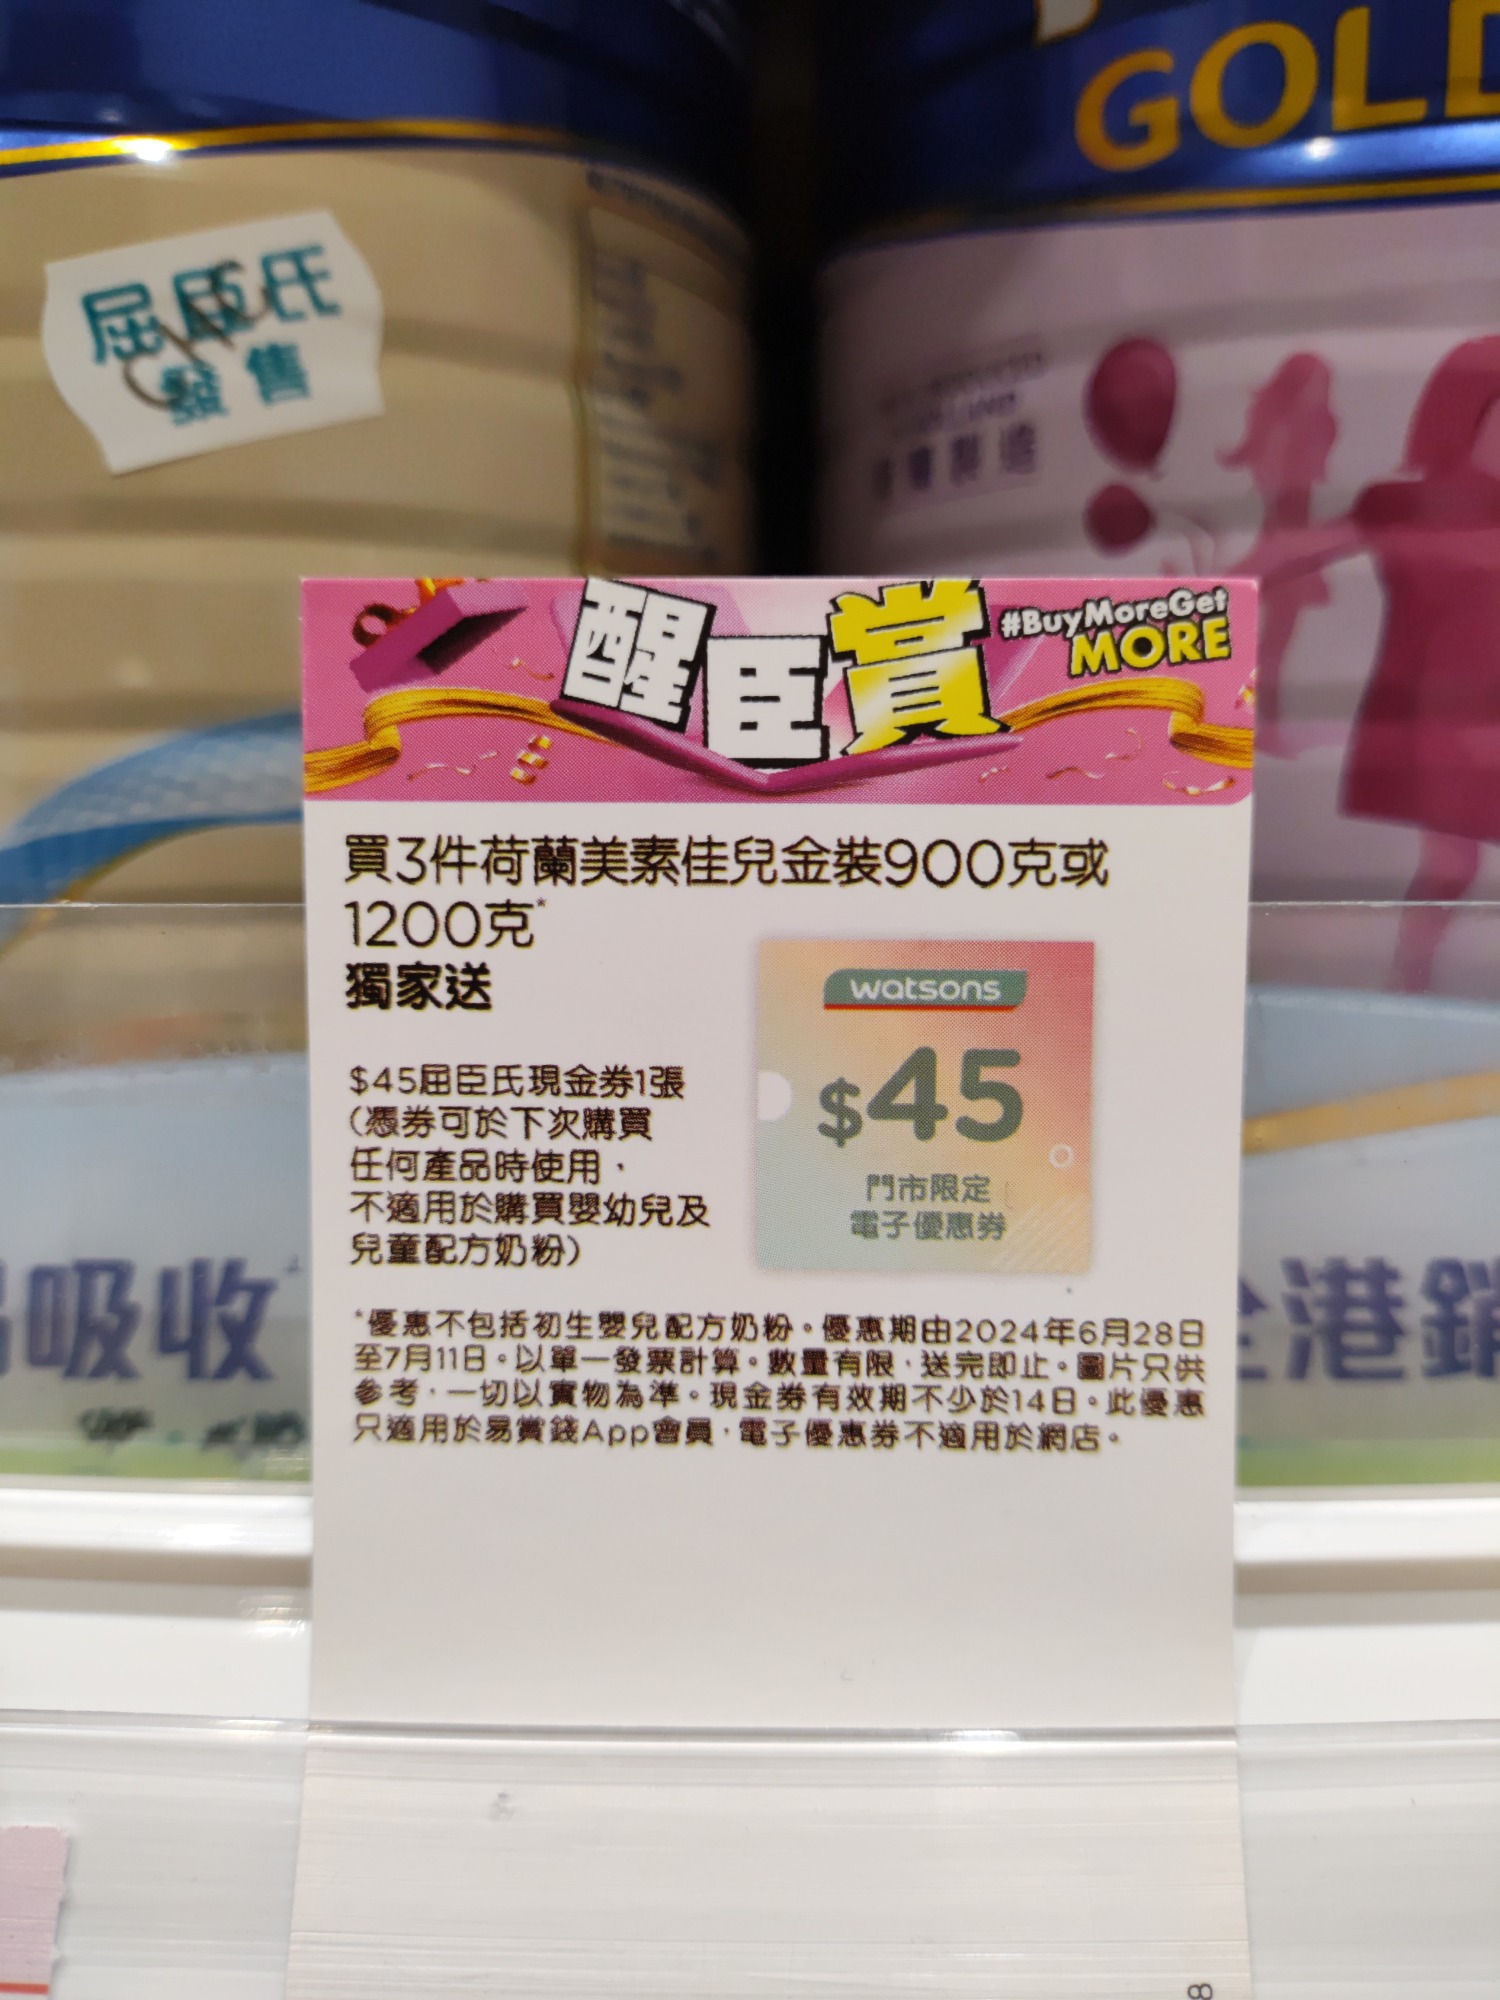 GOLD
屈臣氏
發售
製造
醒臣賞
#BuyMoreGet
MORE
買3件荷蘭美素佳兒金裝900克或
1200克*
獨家送
$45屈臣氏現金券1張
(憑券可於下次購買
任何產品時使用，
不適用於購買嬰幼兒及
兒童配方奶粉)
watsons
$45
門市限定
電子優惠券
*優惠不包括初生嬰兒配方奶粉。優惠期由2024年6月28日
至7月11日。以單一發票計算。數量有限，送完即止。圖片只供
參考，一切以實物為準。現金券有效期不少於14日。此優惠
只適用於易賞錢App會員，電子優惠券不適用於網店。
吸收
港銷
8